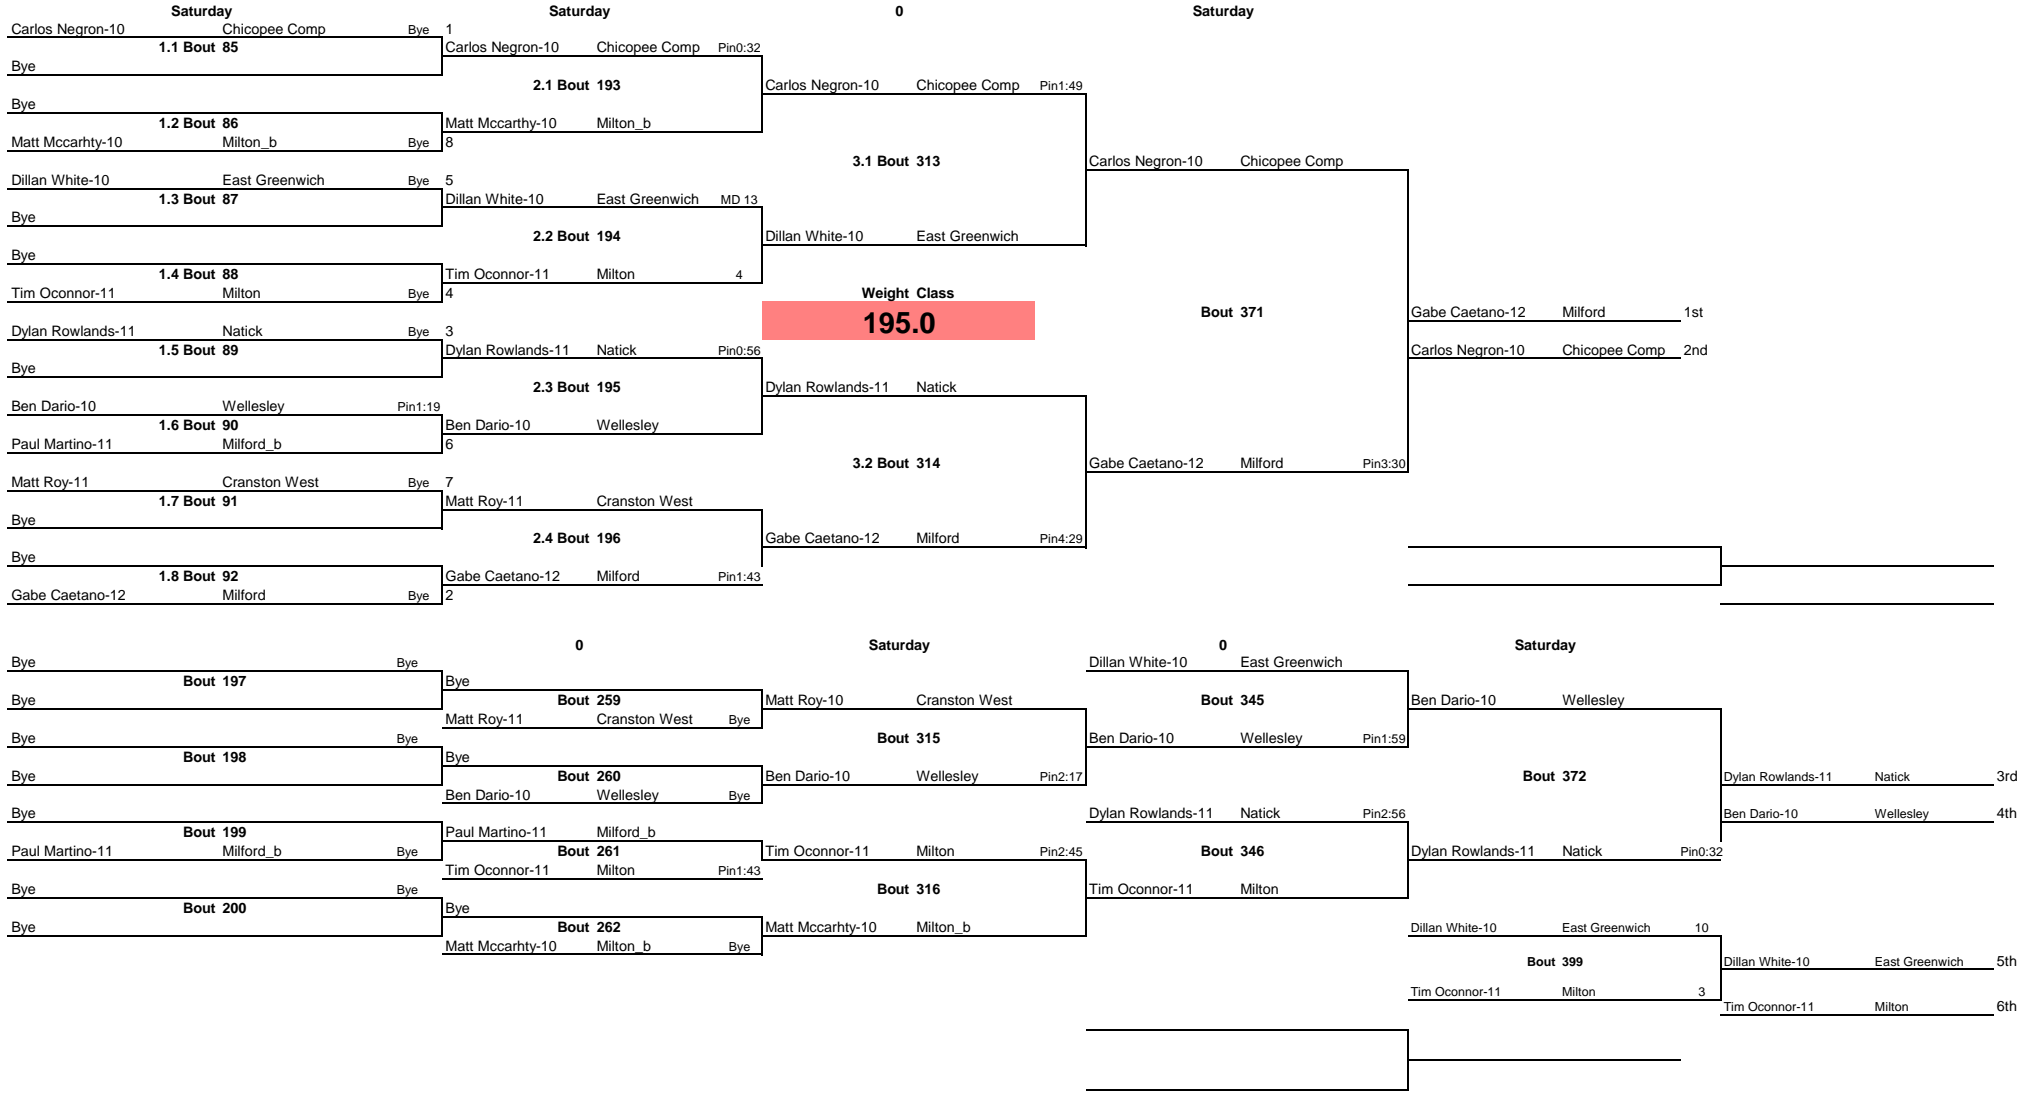 Saturday Saturday 0 Saturday
Carlos Negron-10 Chicopee Comp Bye 1
1.1 Bout 85 Carlos Negron-10 Chicopee Comp Pin0:32
Bye
2.1 Bout 193 Carlos Negron-10 Chicopee Comp Pin1:49
Bye
1.2 Bout 86 Matt Mccarthy-10 Milton_b
Matt Mccarhty-10 Milton_b Bye 8
3.1 Bout 313 Carlos Negron-10 Chicopee Comp
Dillan White-10 East Greenwich Bye 5
1.3 Bout 87 Dillan White-10 East Greenwich MD 13
Bye
2.2 Bout 194 Dillan White-10 East Greenwich
Bye
1.4 Bout 88 Tim Oconnor-11 Milton 4
Tim Oconnor-11 Milton Bye 4 Weight Class
195.0 Bout 371 Gabe Caetano-12 Milford 1st
Dylan Rowlands-11 Natick Bye 3
1.5 Bout 89 Dylan Rowlands-11 Natick Pin0:56 Carlos Negron-10 Chicopee Comp 2nd
Bye
2.3 Bout 195 Dylan Rowlands-11 Natick
Ben Dario-10 Wellesley Pin1:19
1.6 Bout 90 Ben Dario-10 Wellesley
Paul Martino-11 Milford_b 6
3.2 Bout 314 Gabe Caetano-12 Milford Pin3:30
Matt Roy-11 Cranston West Bye 7
1.7 Bout 91 Matt Roy-11 Cranston West
Bye
2.4 Bout 196 Gabe Caetano-12 Milford Pin4:29
Bye
1.8 Bout 92 Gabe Caetano-12 Milford Pin1:43
Gabe Caetano-12 Milford Bye 2
0 Saturday 0 Saturday
Bye Bye Dillan White-10 East Greenwich
Bout 197 Bye
Bye Bout 259 Matt Roy-10 Cranston West Bout 345 Ben Dario-10 Wellesley
Matt Roy-11 Cranston West Bye
Bye Bye Bout 315 Ben Dario-10 Wellesley Pin1:59
Bout 198 Bye
Bye Bout 260 Ben Dario-10 Wellesley Pin2:17 Bout 372 Dylan Rowlands-11 Natick 3rd
Ben Dario-10 Wellesley Bye
Bye Dylan Rowlands-11 Natick Pin2:56 Ben Dario-10 Wellesley 4th
Bout 199 Paul Martino-11 Milford_b
Paul Martino-11 Milford_b Bye Bout 261 Tim Oconnor-11 Milton Pin2:45 Bout 346 Dylan Rowlands-11 Natick Pin0:32
Tim Oconnor-11 Milton Pin1:43
Bye Bye Bout 316 Tim Oconnor-11 Milton
Bout 200 Bye
Bye Bout 262 Matt Mccarhty-10 Milton_b Dillan White-10 East Greenwich 10
Matt Mccarhty-10 Milton_b Bye
Bout 399 Dillan White-10 East Greenwich 5th
Tim Oconnor-11 Milton 3
Tim Oconnor-11 Milton 6th